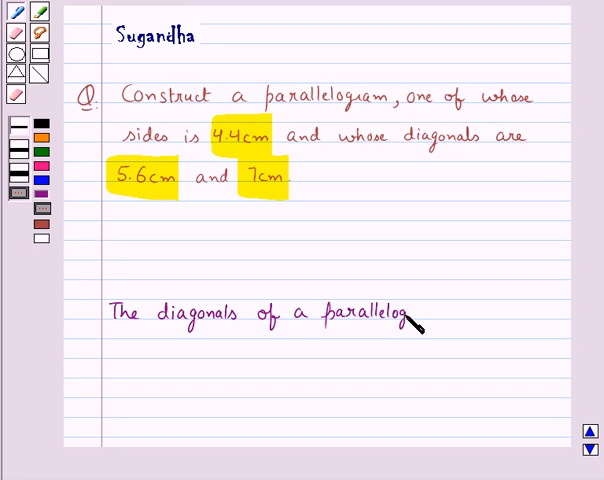 Sugandha
Q. Construct a parallelogram, one of whose
sides is 4.4cm and whose diagonals are
5.6cm and 7cm.
The diagonals of a parallelog